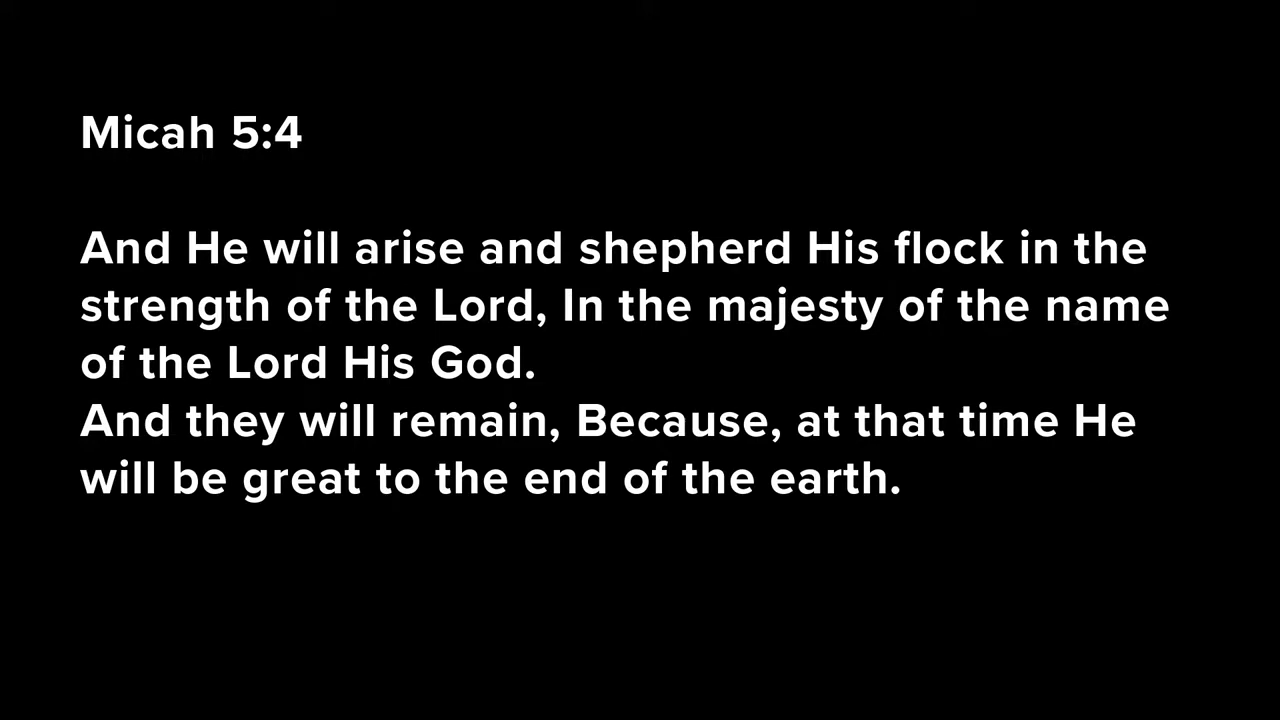 Micah 5:4
And He will arise and shepherd His flock in the
strength of the Lord, In the majesty of the name
of the Lord His God.
And they will remain, Because, at that time He
will be great to the end of the earth.